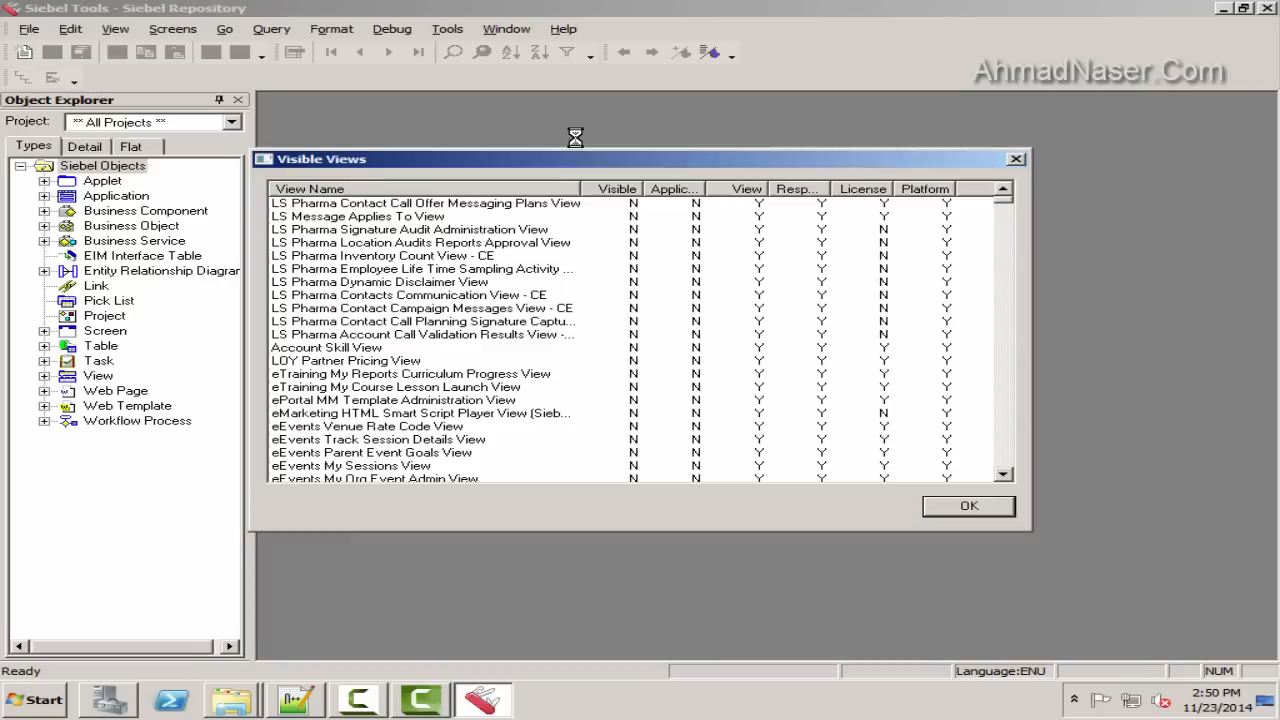 Siebel Tools - Siebel Repository
File Edit View Screens Go Query Format Debug Tools Window Help
AhmadNaser.Com
Object Explorer
Project: ** All Projects **
Types Detail Flat
Siebel Objects
Applet
Application
Business Component
Business Object
Business Service
EIM Interface Table
Entity Relationship Diagrar
Link
Pick List
Project
Screen
Table
Task
View
Web Page
Web Template
Workflow Process
Visible Views
View Name Visible Applic... View Resp... License Platform
LS Pharma Contact Call Offer Messaging Plans View N N Y Y N Y
LS Message Applies To View N N Y Y Y Y
LS Pharma Signature Audit Administration View N N Y Y N Y
LS Pharma Location Audits Reports Approval View N N Y Y N Y
LS Pharma Inventory Count View - CE N N Y Y N Y
LS Pharma Employee Life Time Sampling Activity ... N N Y Y N Y
LS Pharma Dynamic Disclaimer View N N Y Y N Y
LS Pharma Contacts Communication View - CE N N Y Y N Y
LS Pharma Contact Campaign Messages View - CE N N Y Y N Y
LS Pharma Contact Call Planning Signature Captu... N N Y Y N Y
LS Pharma Account Call Validation Results View -... N N Y Y N Y
Account Skill View N N Y Y Y Y
LOY Partner Pricing View N N Y Y Y Y
eTraining My Reports Curriculum Progress View N N Y Y Y Y
eTraining My Course Lesson Launch View N N Y Y Y Y
ePortal MM Template Administration View N N Y Y Y Y
eMarketing HTML Smart Script Player View (Sieb... N N Y Y N Y
eEvents Venue Rate Code View N N Y Y Y Y
eEvents Track Session Details View N N Y Y Y Y
eEvents Parent Event Goals View N N Y Y Y Y
eEvents My Sessions View N N Y Y Y Y
eEvents My Org Event Admin View N N Y Y Y Y
OK
Ready
Language:ENU NUM
Start
2:50 PM
11/23/2014